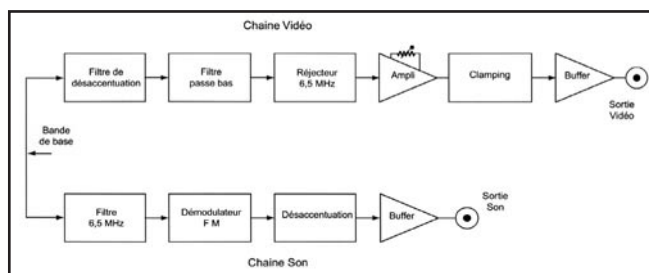 Chaine Vidéo
Filtre de
désaccentuation
Filtre
passe bas
Réjecteur
6,5 MHz
Ampli
Clamping
Buffer
Sortie
Vidéo
Bande
de base
Filtre
6,5 MHz
Démodulateur
F M
Désaccentuation
Buffer
Sortie
Son
Chaine Son